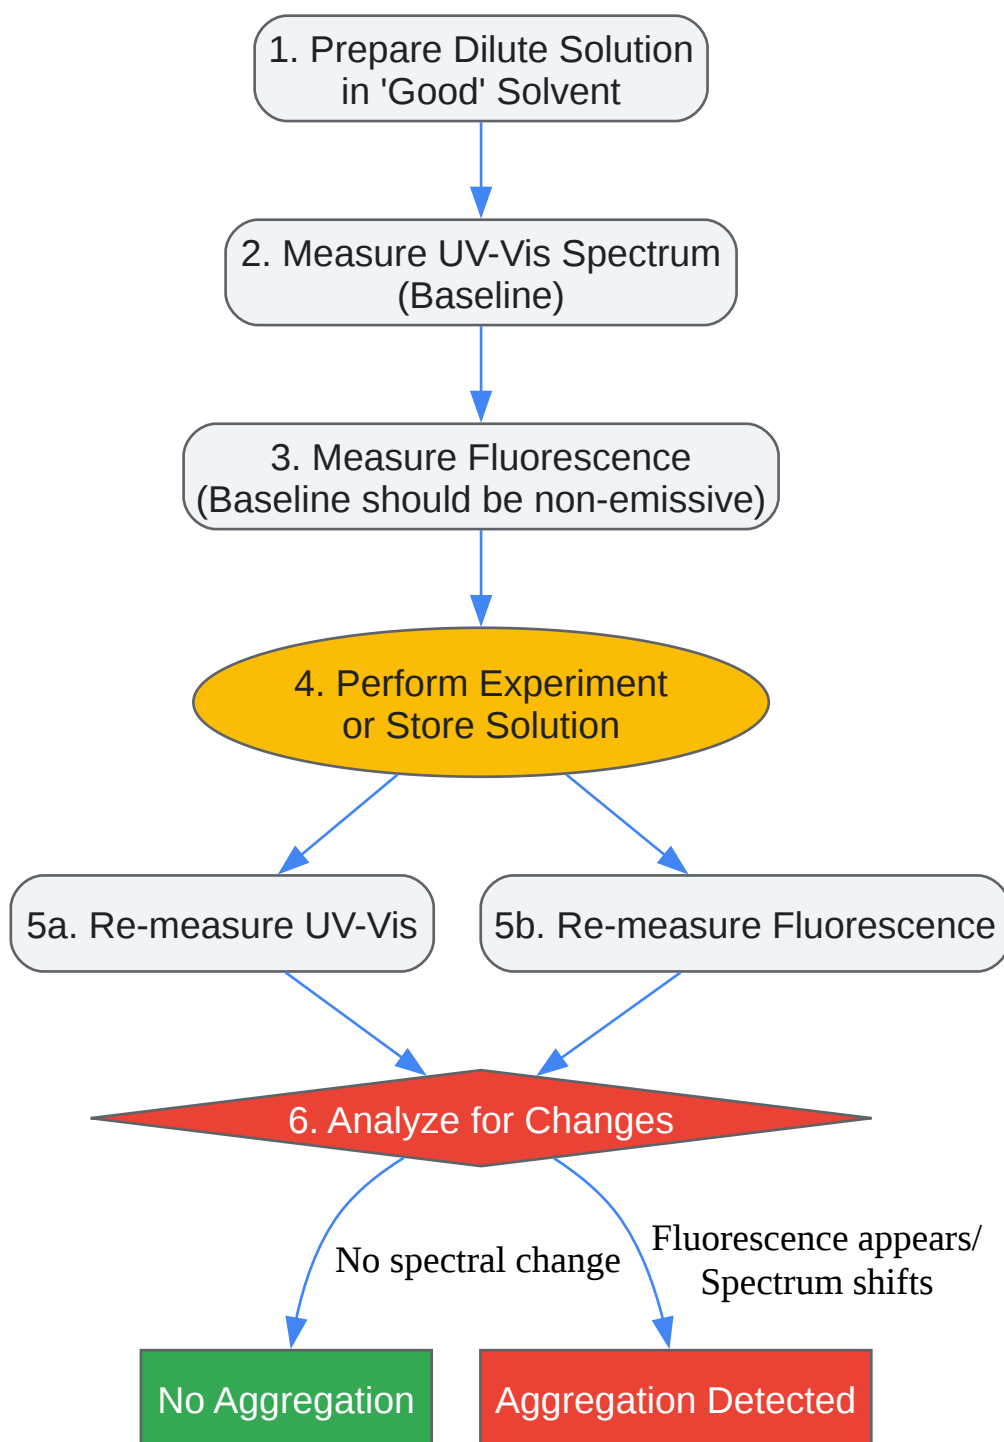 1. Prepare Dilute Solution
in 'Good' Solvent
2. Measure UV-Vis Spectrum
(Baseline)
3. Measure Fluorescence
(Baseline should be non-emissive)
4. Perform Experiment
or Store Solution
5a. Re-measure UV-Vis
5b. Re-measure Fluorescence
6. Analyze for Changes
No spectral change
Fluorescence appears/
Spectrum shifts
No Aggregation
Aggregation Detected